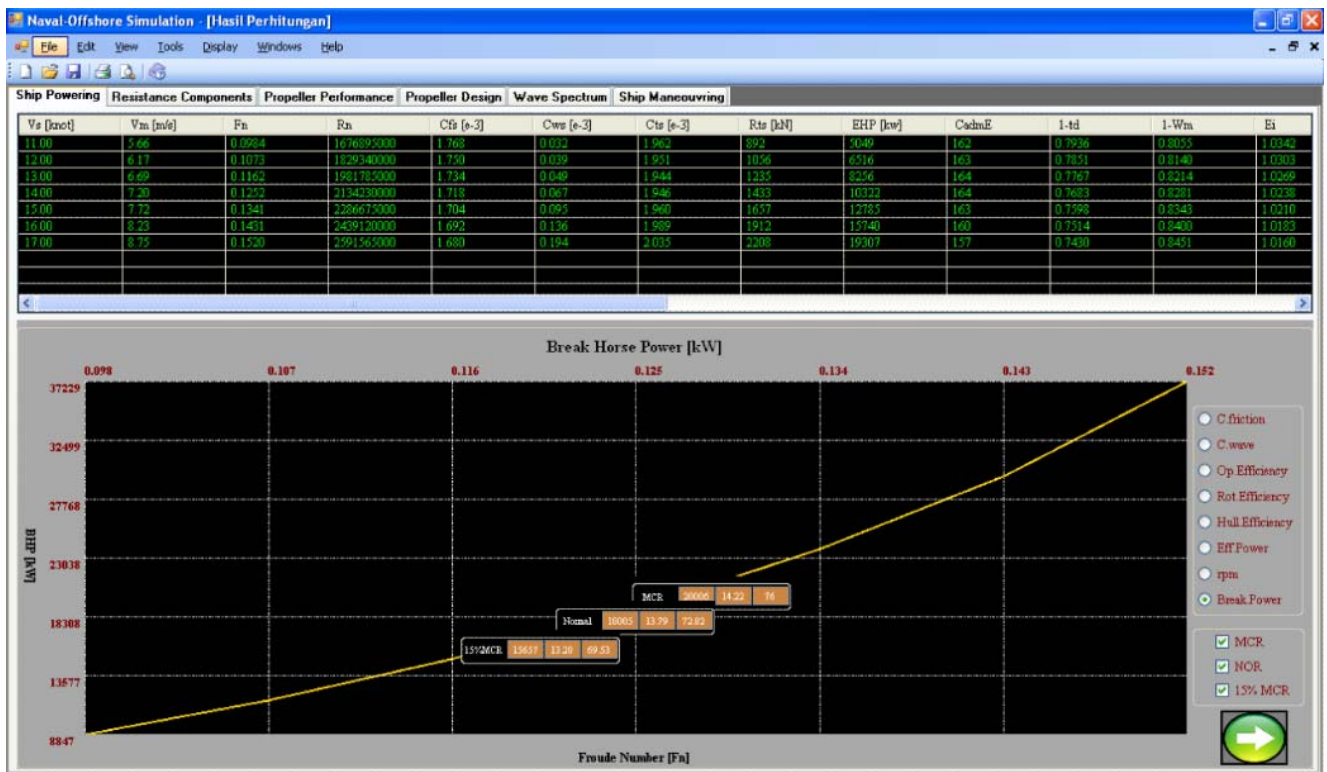 Naval-Offshore Simulation - [Hasil Perhitungan]
File Edit View Tools Display Windows Help
Ship Powering Resistance Components Propeller Performance Propeller Design Wave Spectrum Ship Maneouvring
Vs [knot] Vm [m/s] Fn Rn Cfs [e-3] Cws [e-3] Cts [e-3] Rts [kN] EHP [kw] CadmE 1-td 1-Wm Ei
11.00 5.66 0.0984 1676895000 1.768 0.032 1.962 892 5049 162 0.7936 0.8055 1.0342
12.00 6.17 0.1073 1829340000 1.750 0.039 1.951 1056 6516 163 0.7851 0.8140 1.0303
13.00 6.69 0.1162 1981785000 1.734 0.049 1.944 1235 8256 164 0.7767 0.8214 1.0269
14.00 7.20 0.1252 2134230000 1.718 0.067 1.946 1433 10322 164 0.7683 0.8281 1.0238
15.00 7.72 0.1341 2286675000 1.704 0.095 1.960 1657 12785 163 0.7598 0.8343 1.0210
16.00 8.23 0.1431 2439120000 1.692 0.136 1.989 1912 15740 160 0.7514 0.8400 1.0183
17.00 8.75 0.1520 2591565000 1.680 0.194 2.035 2208 19307 157 0.7430 0.8451 1.0160
Break Horse Power [kW]
0.098 0.107 0.116 0.125 0.134 0.143 0.152
37229
32499
27768
23038
18308
13577
8847
BHP [kW]
MCR 20006 14.22 76
Nomal 18005 13.79 72.82
15%MCR 15657 13.20 69.53
Froude Number [Fn]
C.friction
C.wave
Op.Efficiency
Rot.Efficiency
Hull.Efficiency
Eff.Power
rpm
Break.Power
MCR
NOR
15% MCR